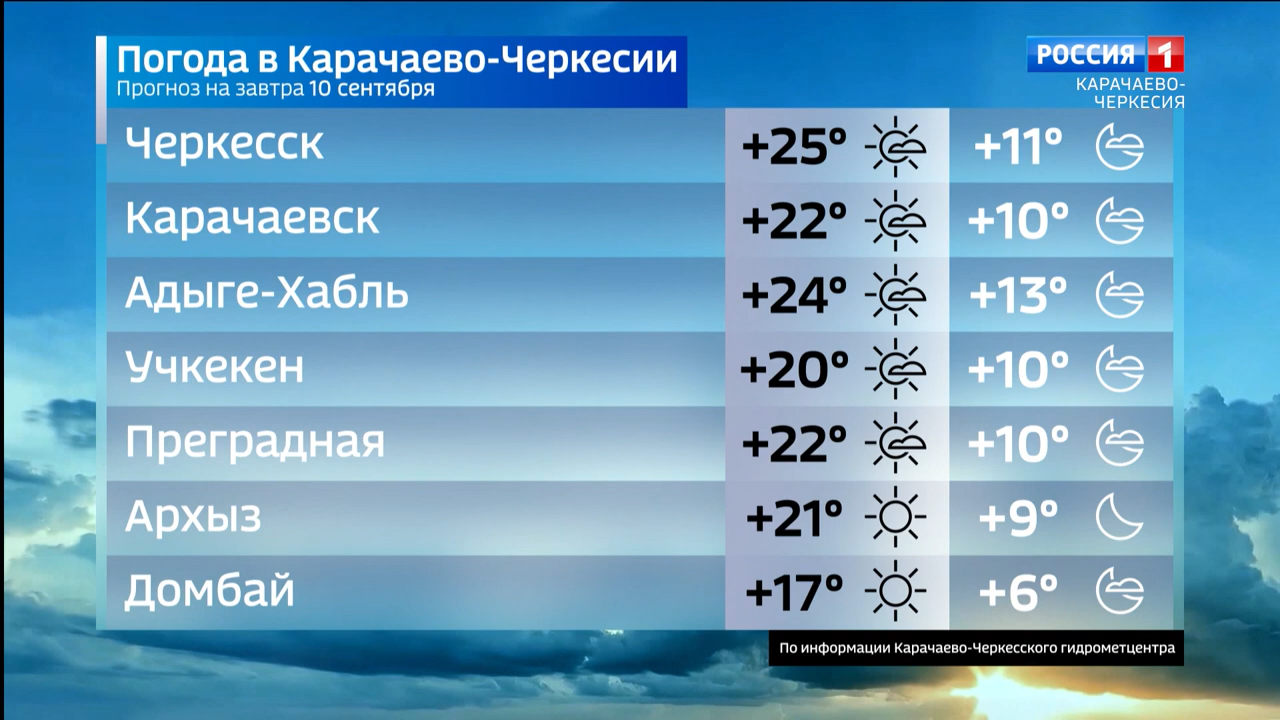 Погода в Карачаево-Черкесии
Прогноз на завтра 10 сентября
РОССИЯ 1
КАРАЧАЕВО-
ЧЕРКЕСИЯ
Черкесск +25° +11°
Карачаевск +22° +10°
Адыге-Хабль +24° +13°
Учкекен +20° +10°
Преградная +22° +10°
Архыз +21° +9°
Домбай +17° +6°
По информации Карачаево-Черкесского гидрометцентра